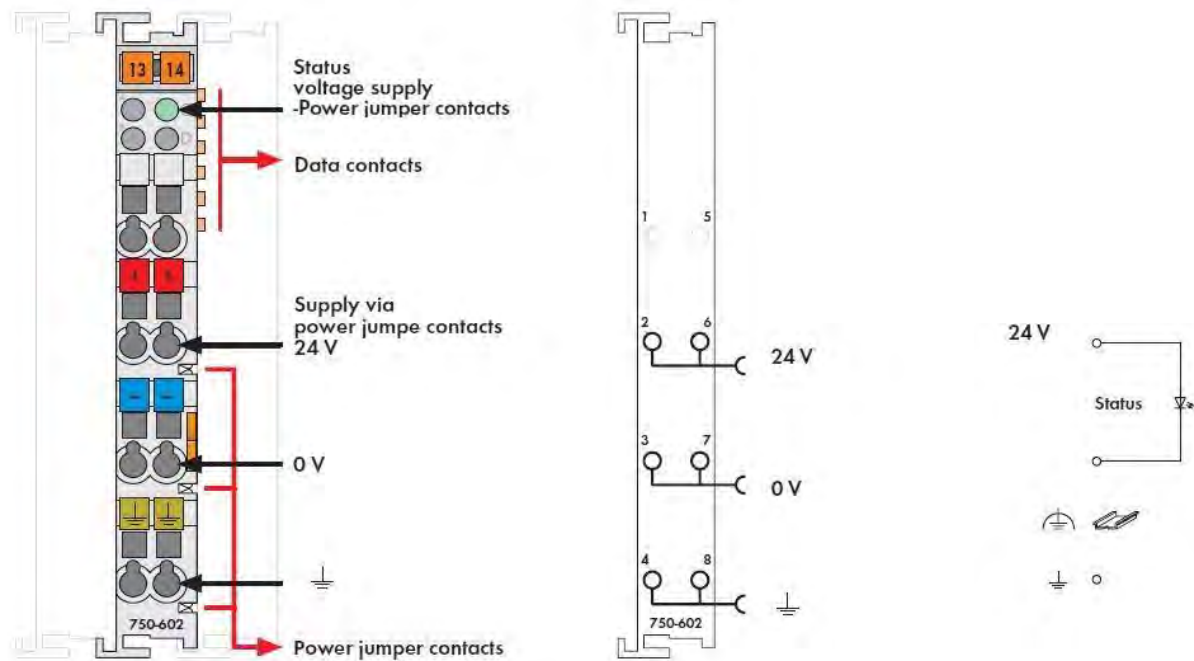 13 14
Status
voltage supply
-Power jumper contacts
Data contacts
Supply via
power jumpe contacts
24 V
0 V
750-602
Power jumper contacts
1 5
2 6
24 V
3 7
0 V
4 8
750-602
24 V
Status